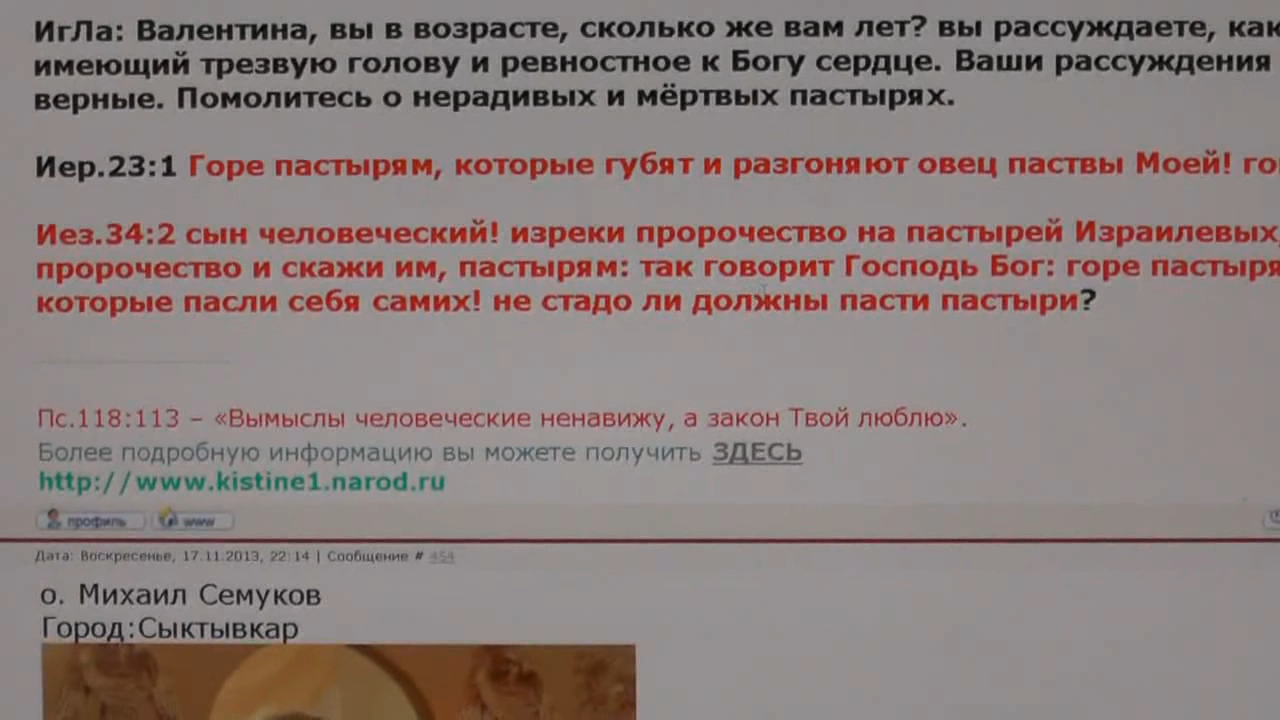 ИгЛа: Валентина, вы в возрасте, сколько же вам лет? вы рассуждаете, как
имеющий трезвую голову и ревностное к Богу сердце. Ваши рассуждения
верные. Помолитесь о нерадивых и мёртвых пастырях.
Иер.23:1 Горе пастырям, которые губят и разгоняют овец паствы Моей!
Иез.34:2 сын человеческий! изреки пророчество на пастырей Израилевых,
пророчество и скажи им, пастырям: так говорит Господь Бог: горе
которые пасли себя самих! не стадо ли должны пасти пастыри?
Пс.118:113 – «Вымыслы человеческие ненавижу, а закон Твой люблю».
Более подробную информацию вы можете получить ЗДЕСЬ
http://www.kistine1.narod.ru
профиль www
Дата: Воскресенье, 17.11.2013, 22:14 | Сообщение # 454
о. Михаил Семуков
Город:Сыктывкар